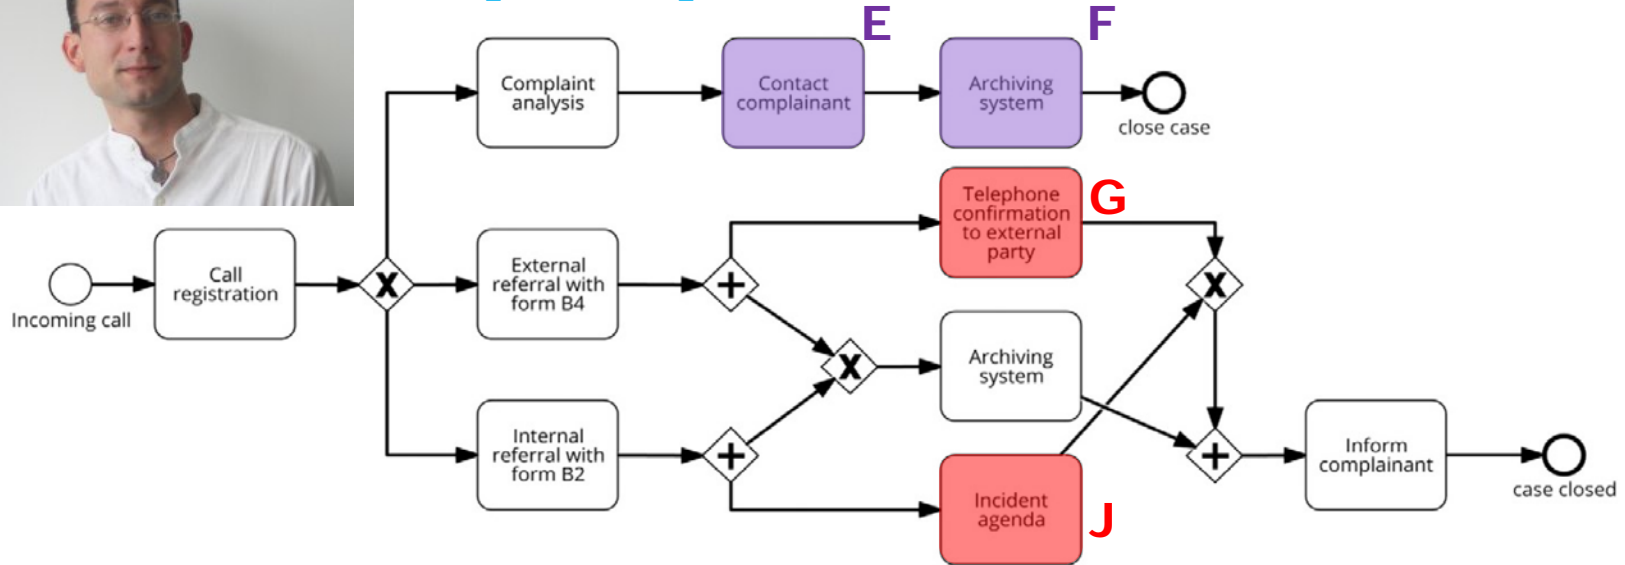 E
F
Complaint
analysis
Contact
complainant
Archiving
system
close case
Telephone
confirmation
to external
party
G
Call
registration
X
External
referral with
form B4
+
X
Incoming call
X
Archiving
system
Internal
referral with
form B2
+
+
Inform
complainant
case closed
Incident
agenda
J